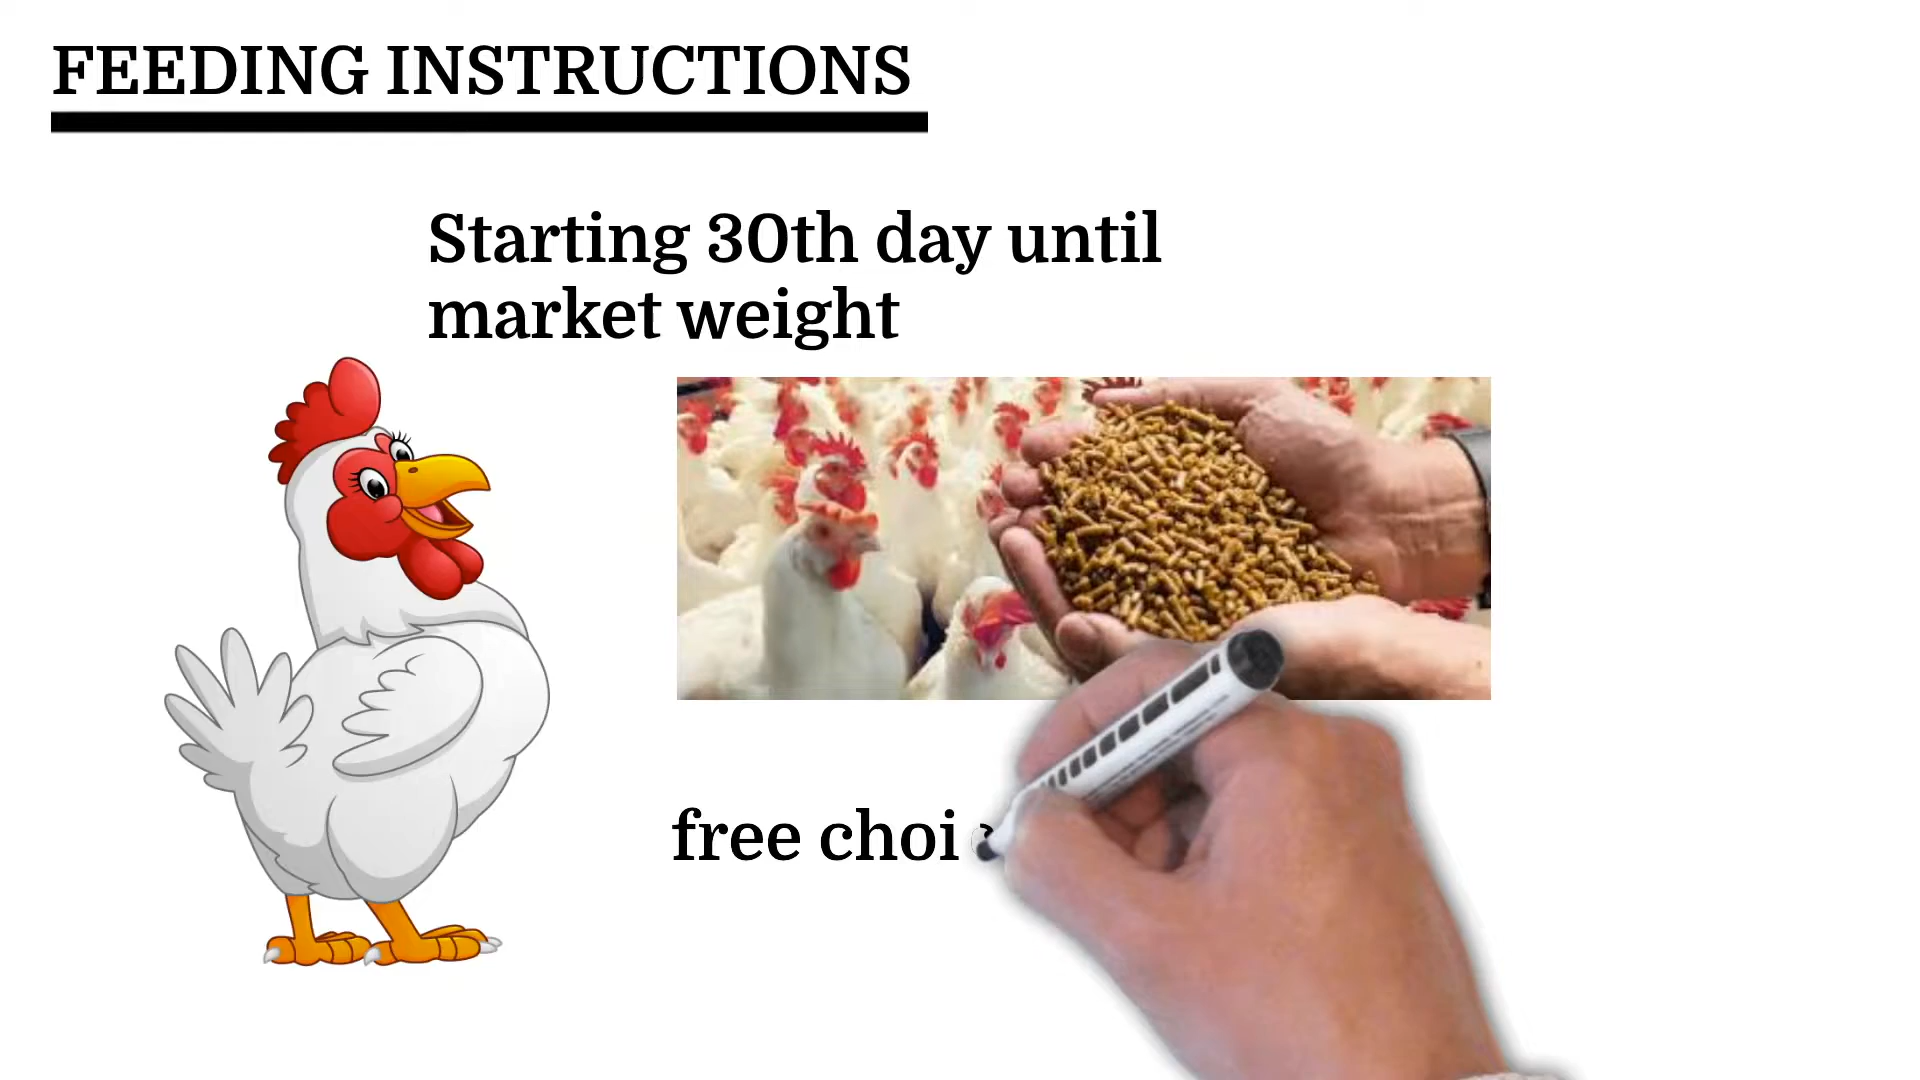 FEEDING INSTRUCTIONS
Starting 30th day until
market weight
free choi